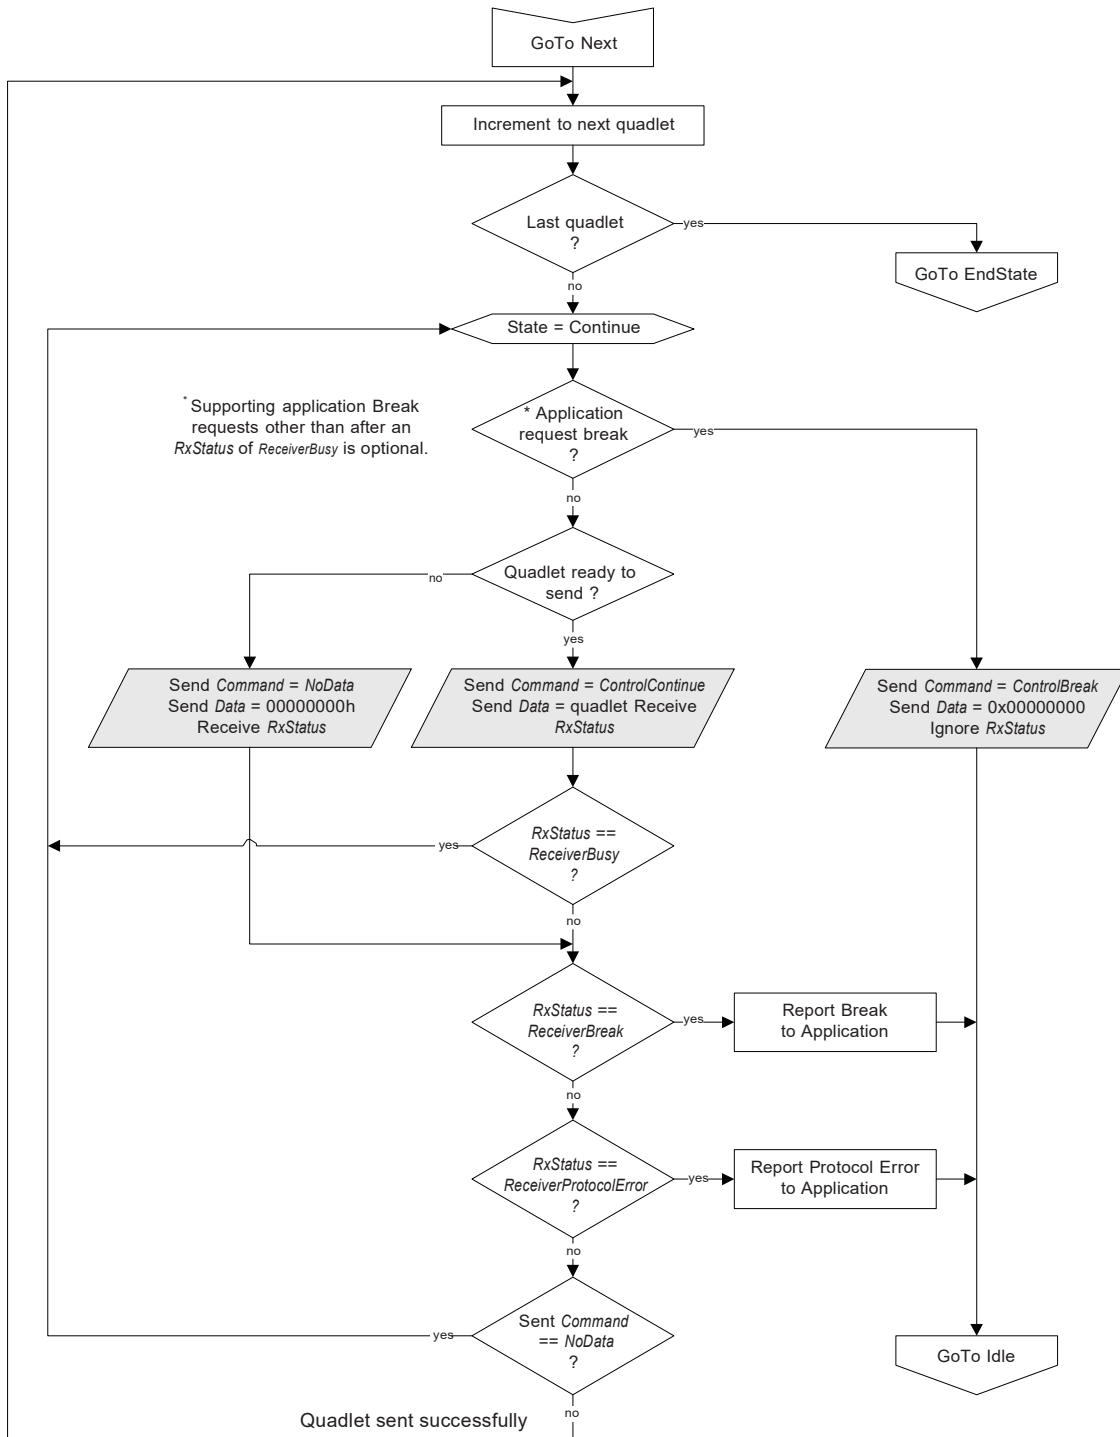 GoTo Next
Increment to next quadlet
Last quadlet
?
yes
GoTo EndState
no
State = Continue
* Supporting application Break
requests other than after an
RxStatus of ReceiverBusy is optional.
* Application
request break
?
yes
no
Quadlet ready to
send ?
no
yes
Send Command = NoData
Send Data = 00000000h
Receive RxStatus
Send Command = ControlContinue
Send Data = quadlet Receive
RxStatus
Send Command = ControlBreak
Send Data = 0x00000000
Ignore RxStatus
RxStatus ==
ReceiverBusy
?
yes
no
RxStatus ==
ReceiverBreak
?
yes
Report Break
to Application
no
RxStatus ==
ReceiverProtocolError
?
yes
Report Protocol Error
to Application
no
Sent Command
== NoData
?
yes
GoTo Idle
no
Quadlet sent successfully